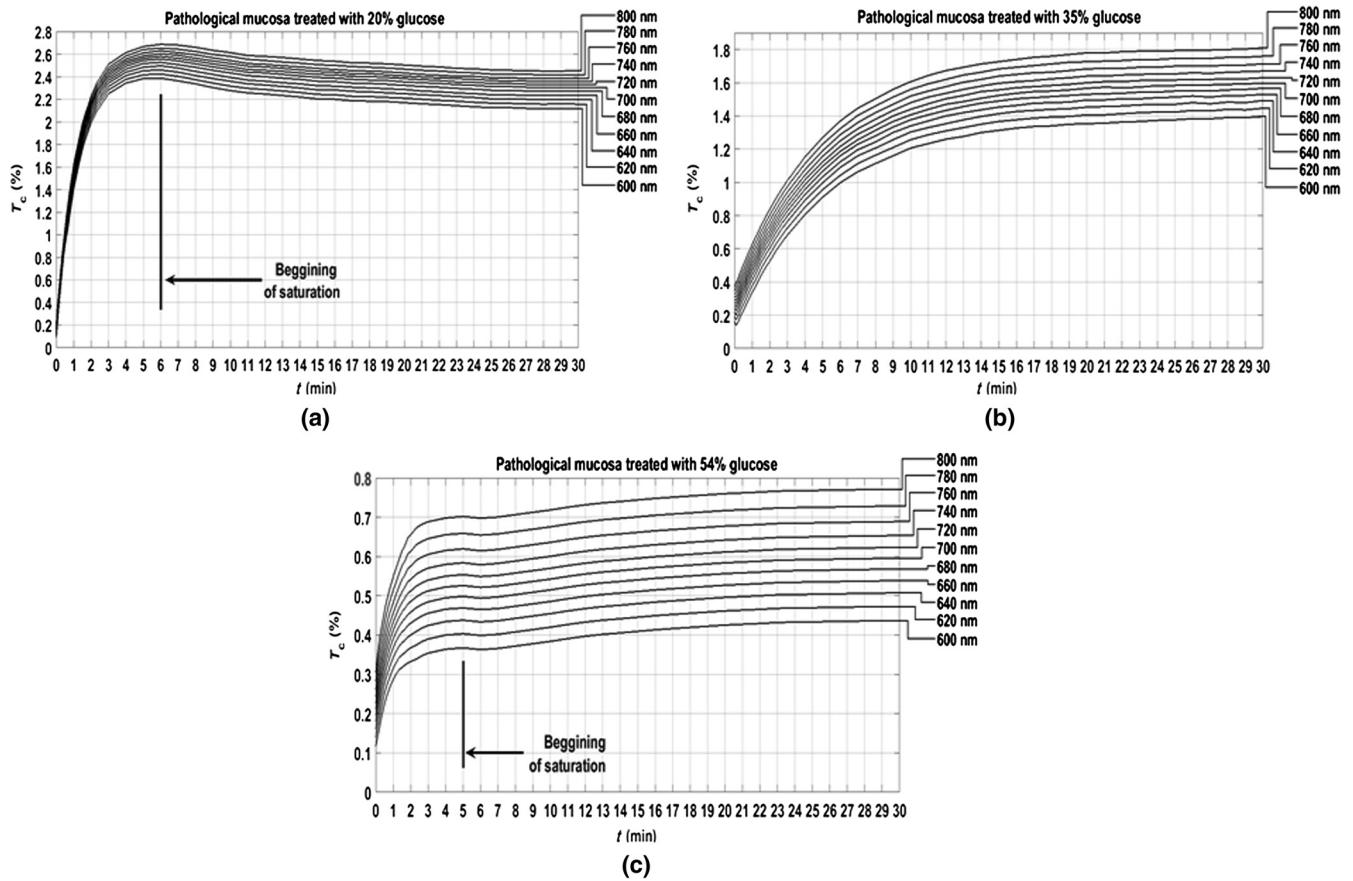 Pathological mucosa treated with 20% glucose
2.8
2.6
2.4
2.2
2
1.8
1.6
1.4
1.2
1
0.8
0.6
0.4
0.2
0
Tc (%)
Beggining
of saturation
0 1 2 3 4 5 6 7 8 9 10 11 12 13 14 15 16 17 18 19 20 21 22 23 24 25 26 27 28 29 30
t (min)
800 nm
780 nm
760 nm
740 nm
720 nm
700 nm
680 nm
660 nm
640 nm
620 nm
600 nm
(a)
Pathological mucosa treated with 35% glucose
1.8
1.6
1.4
1.2
1
0.8
0.6
0.4
0.2
0
Tc (%)
0 1 2 3 4 5 6 7 8 9 10 11 12 13 14 15 16 17 18 19 20 21 22 23 24 25 26 27 28 29 30
t (min)
800 nm
780 nm
760 nm
740 nm
720 nm
700 nm
680 nm
660 nm
640 nm
620 nm
600 nm
(b)
Pathological mucosa treated with 54% glucose
0.8
0.7
0.6
0.5
0.4
0.3
0.2
0.1
0
Tc (%)
Beggining
of saturation
0 1 2 3 4 5 6 7 8 9 10 11 12 13 14 15 16 17 18 19 20 21 22 23 24 25 26 27 28 29 30
t (min)
800 nm
780 nm
760 nm
740 nm
720 nm
700 nm
680 nm
660 nm
640 nm
620 nm
600 nm
(c)